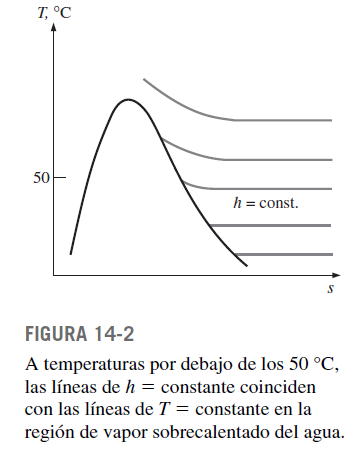 T, °C
50
h = const.
s
FIGURA 14-2
A temperaturas por debajo de los 50 °C,
las líneas de h = constante coinciden
con las líneas de T = constante en la
región de vapor sobrecalentado del agua.